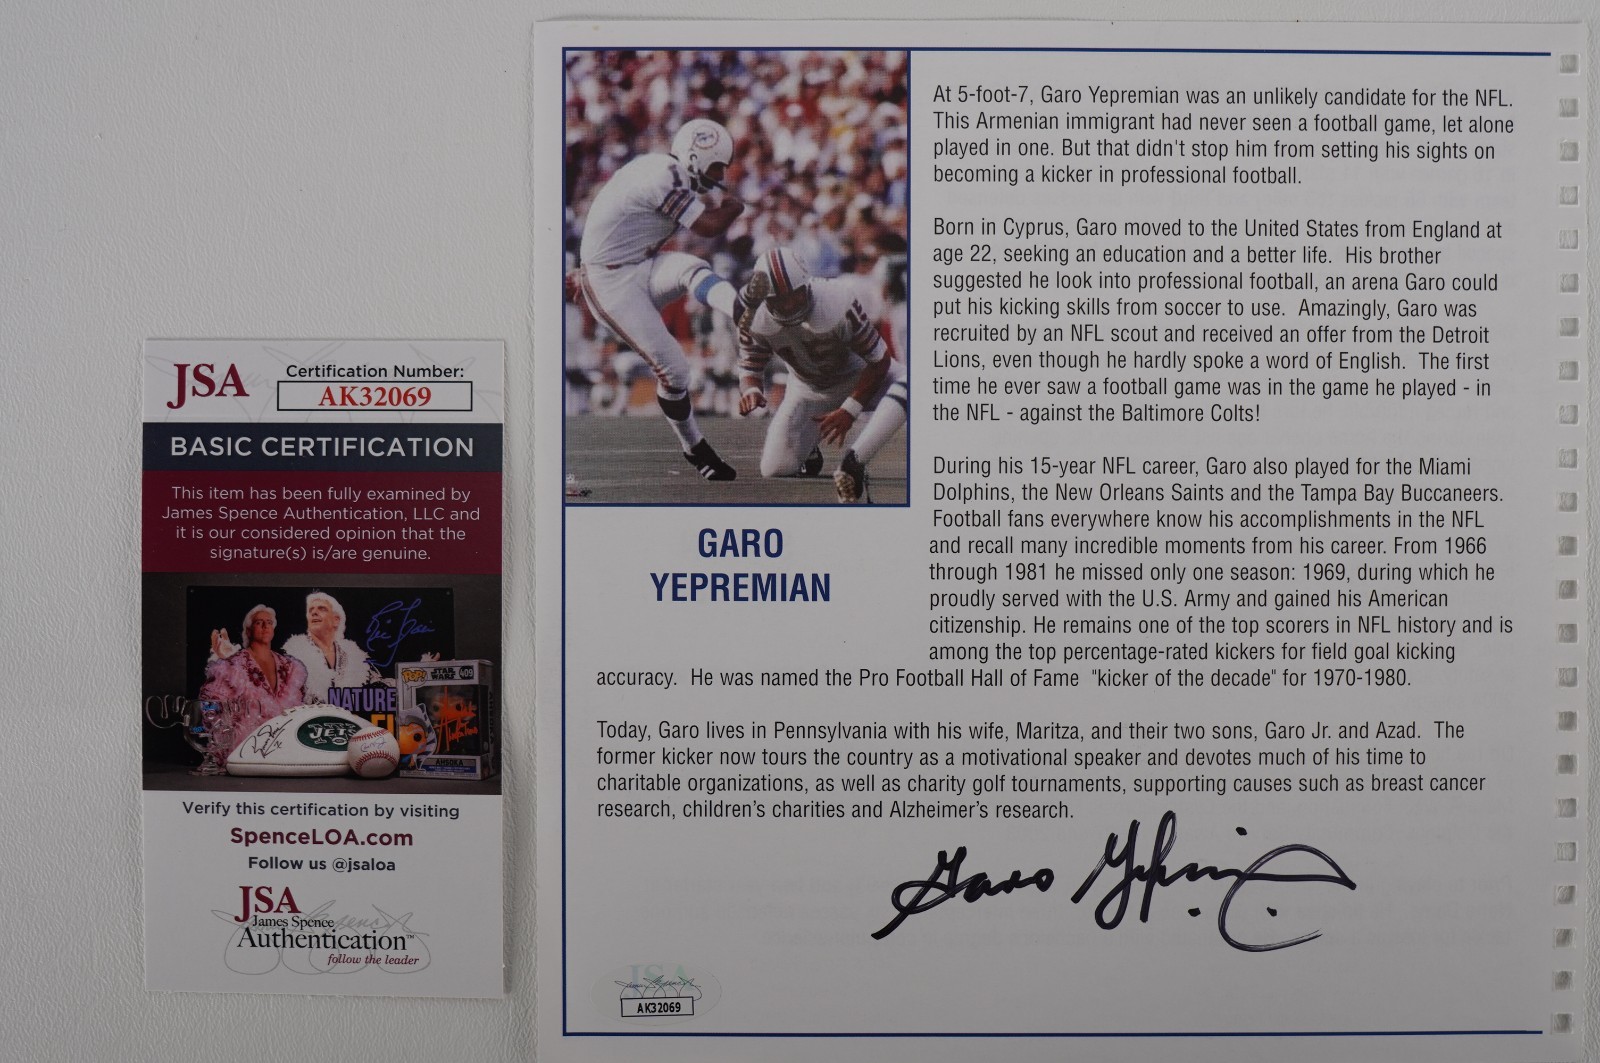 JSA
Certification Number:
AK32069
BASIC CERTIFICATION
This item has been fully examined by
James Spence Authentication, LLC and
it is our considered opinion that the
signature(s) is/are genuine.
Ric Flair
NATURE
STAR
WARS
409
POP!
JETS
AHSOKA
Verify this certification by visiting
SpenceLOA.com
Follow us @jsaloa
JSA
James Spence
Authentication™
follow the leader
15
GARO
YEPREMIAN
At 5-foot-7, Garo Yepremian was an unlikely candidate for the NFL.
This Armenian immigrant had never seen a football game, let alone
played in one. But that didn't stop him from setting his sights on
becoming a kicker in professional football.
Born in Cyprus, Garo moved to the United States from England at
age 22, seeking an education and a better life.  His brother
suggested he look into professional football, an arena Garo could
put his kicking skills from soccer to use.  Amazingly, Garo was
recruited by an NFL scout and received an offer from the Detroit
Lions, even though he hardly spoke a word of English.  The first
time he ever saw a football game was in the game he played - in
the NFL - against the Baltimore Colts!
During his 15-year NFL career, Garo also played for the Miami
Dolphins, the New Orleans Saints and the Tampa Bay Buccaneers.
Football fans everywhere know his accomplishments in the NFL
and recall many incredible moments from his career. From 1966
through 1981 he missed only one season: 1969, during which he
proudly served with the U.S. Army and gained his American
citizenship. He remains one of the top scorers in NFL history and is
among the top percentage-rated kickers for field goal kicking
accuracy.  He was named the Pro Football Hall of Fame  "kicker of the decade" for 1970-1980.
Today, Garo lives in Pennsylvania with his wife, Maritza, and their two sons, Garo Jr. and Azad.  The
former kicker now tours the country as a motivational speaker and devotes much of his time to
charitable organizations, as well as charity golf tournaments, supporting causes such as breast cancer
research, children's charities and Alzheimer's research.
Garo Yepremian
JSA
AK32069